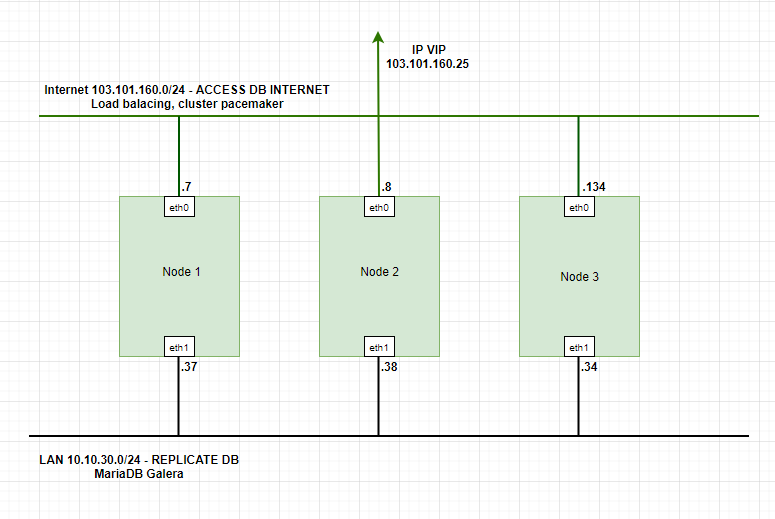 IP VIP
103.101.160.25
Internet 103.101.160.0/24 - ACCESS DB INTERNET
Load balacing, cluster pacemaker
.7
.8
.134
eth0
eth0
eth0
Node 1
Node 2
Node 3
eth1
eth1
eth1
.37
.38
.34
LAN 10.10.30.0/24 - REPLICATE DB
MariaDB Galera